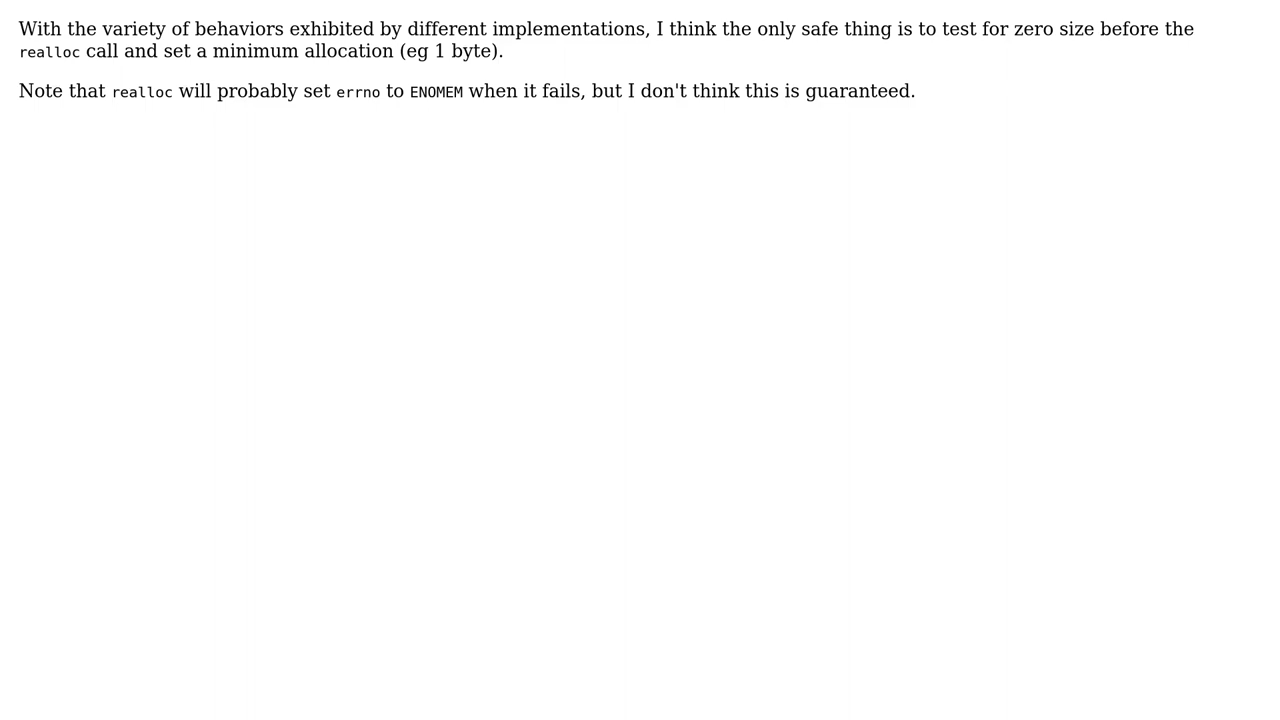 With the variety of behaviors exhibited by different implementations, I think the only safe thing is to test for zero size before the
realloc call and set a minimum allocation (eg 1 byte).
Note that realloc will probably set errno to ENOMEM when it fails, but I don't think this is guaranteed.